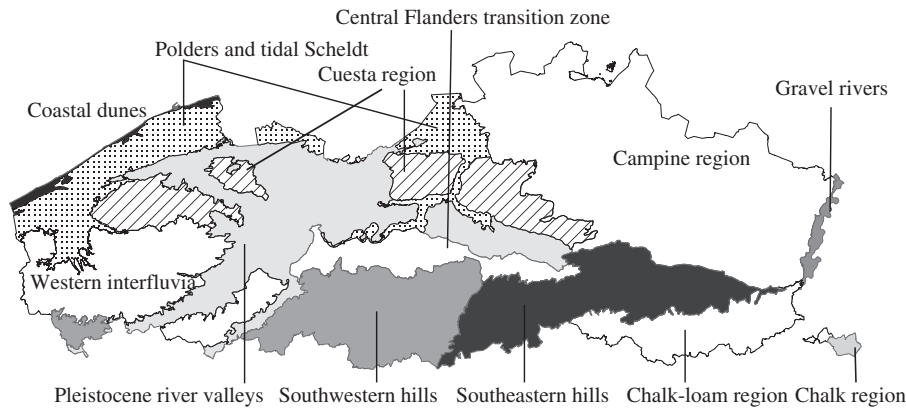 Central Flanders transition zone
Polders and tidal Scheldt
Cuesta region
Gravel rivers
Coastal dunes
Campine region
Western interfluvia
Pleistocene river valleys
Southwestern hills
Southeastern hills
Chalk-loam region
Chalk region